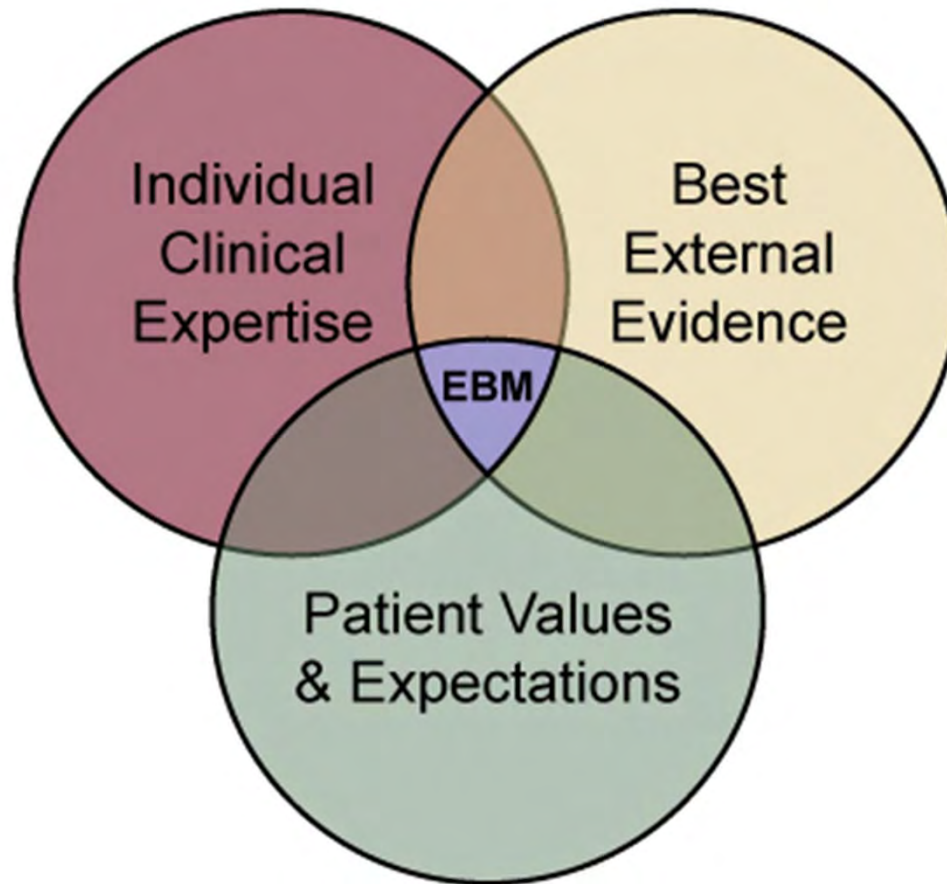 Individual
Clinical
Expertise
Best
External
Evidence
EBM
Patient Values
& Expectations